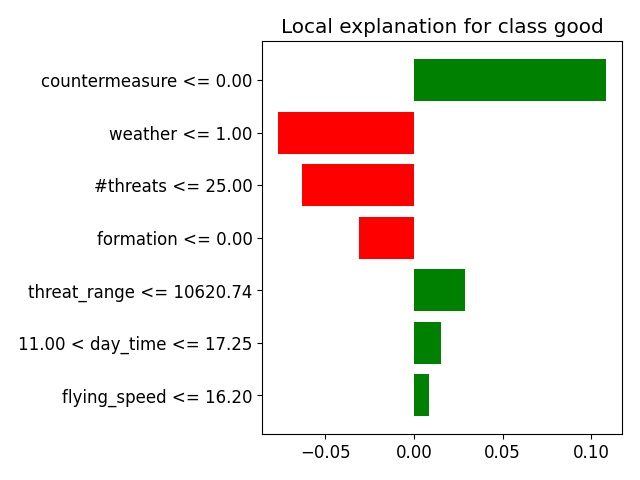 Local explanation for class good
countermeasure <= 0.00
weather <= 1.00
#threats <= 25.00
formation <= 0.00
threat_range <= 10620.74
11.00 < day_time <= 17.25
flying_speed <= 16.20
−0.05 0.00 0.05 0.10